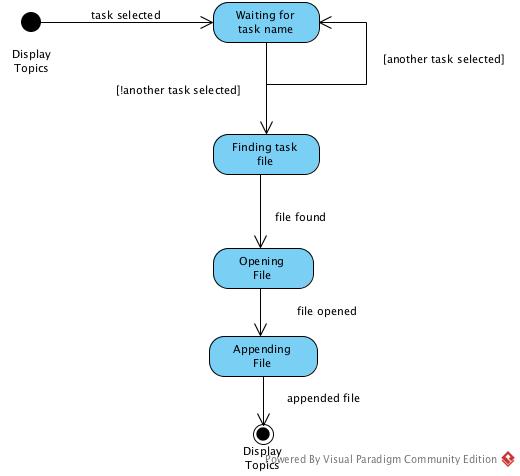 task selected
Waiting for
task name
Display
Topics
[another task selected]
[!another task selected]
Finding task
file
file found
Opening
File
file opened
Appending
File
appended file
Display
Topics
Powered By Visual Paradigm Community Edition